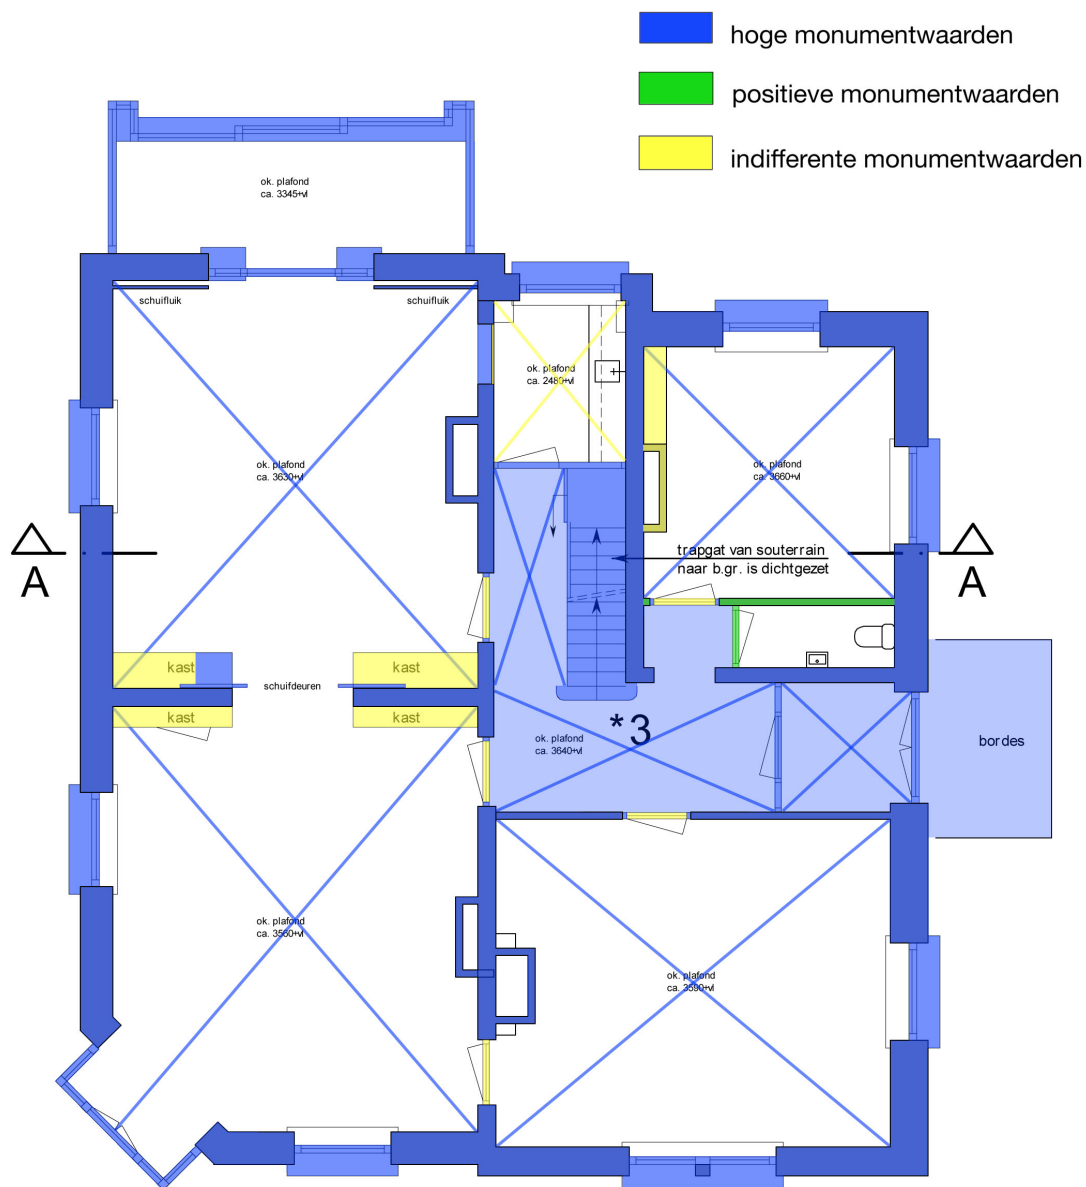 hoge monumentwaarden
positieve monumentwaarden
indifferente monumentwaarden
ok. plafond
ca. 3345+vl
schuifluik
schuifluik
ok. plafond
ca. 2480+vl
ok. plafond
ca. 3630+vl
ok. plafond
ca. 3660+vl
A
A
trapgat van souterrain
naar b.gr. is dichtgezet
kast
kast
schuifdeuren
kast
kast
*3
ok. plafond
ca. 3640+vl
bordes
ok. plafond
ca. 3560+vl
ok. plafond
ca. 3590+vl